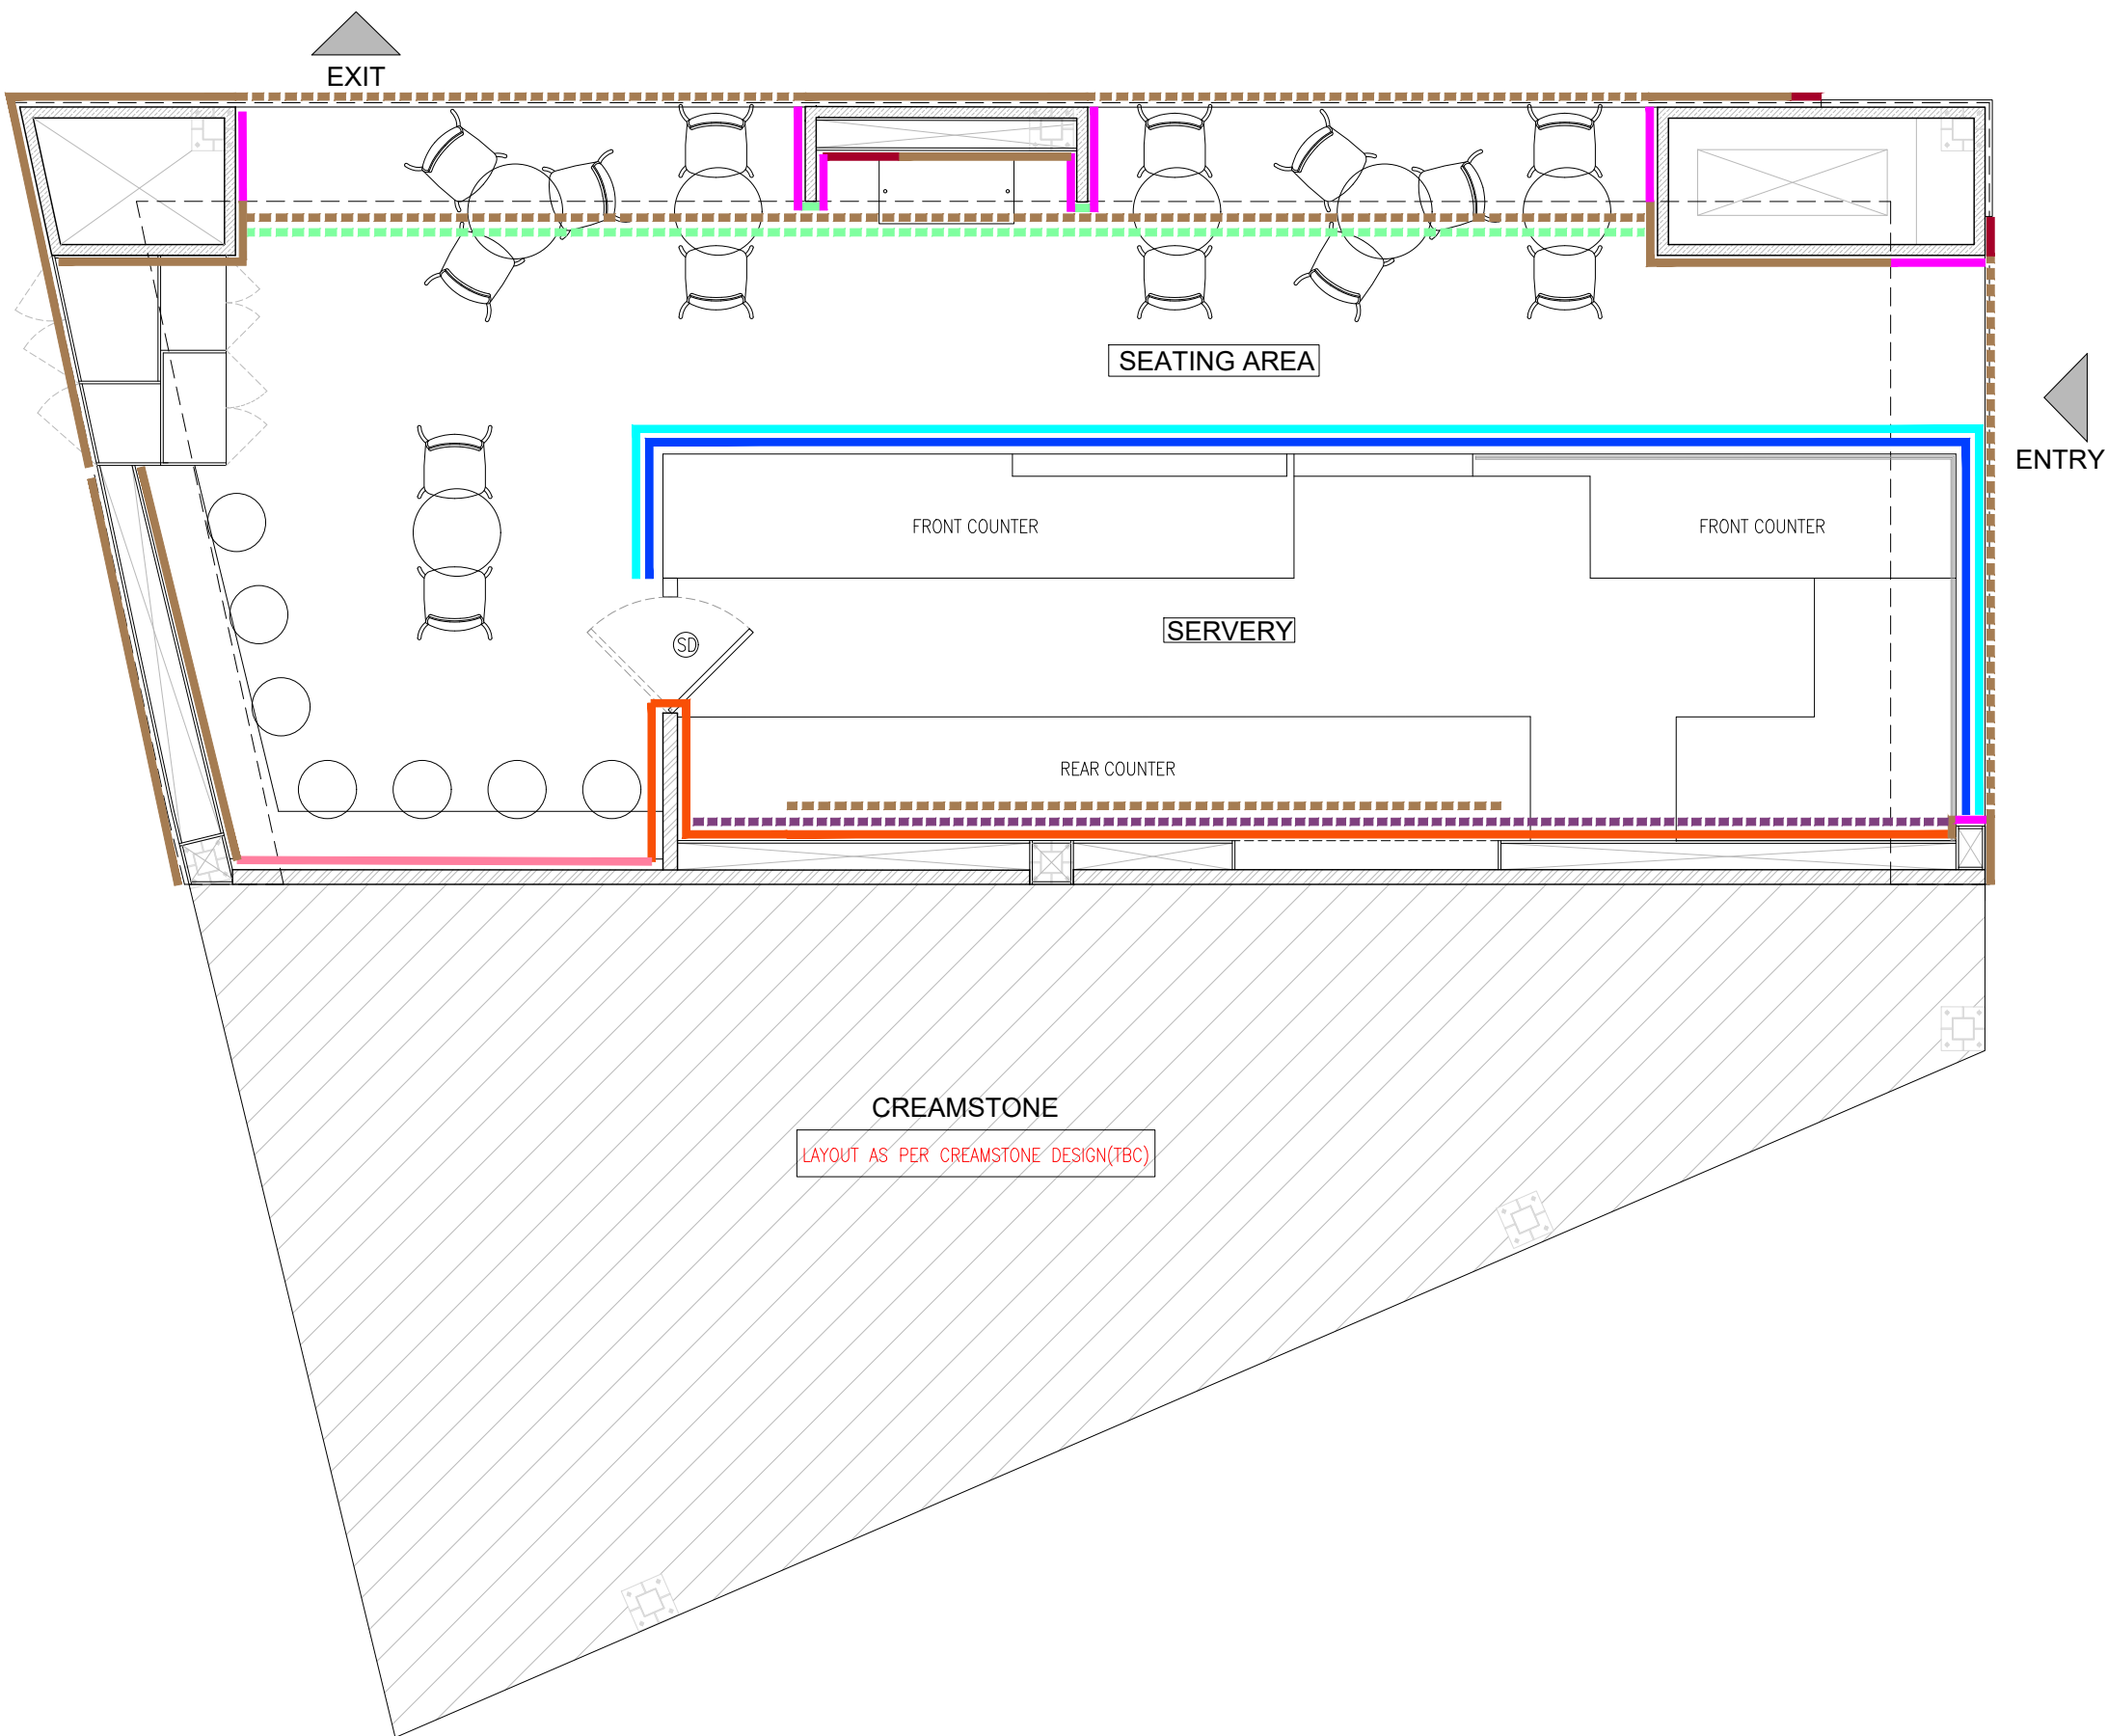 EXIT
SEATING AREA
ENTRY
FRONT COUNTER
FRONT COUNTER
SERVERY
SD
REAR COUNTER
CREAMSTONE
LAYOUT AS PER CREAMSTONE DESIGN(TBC)